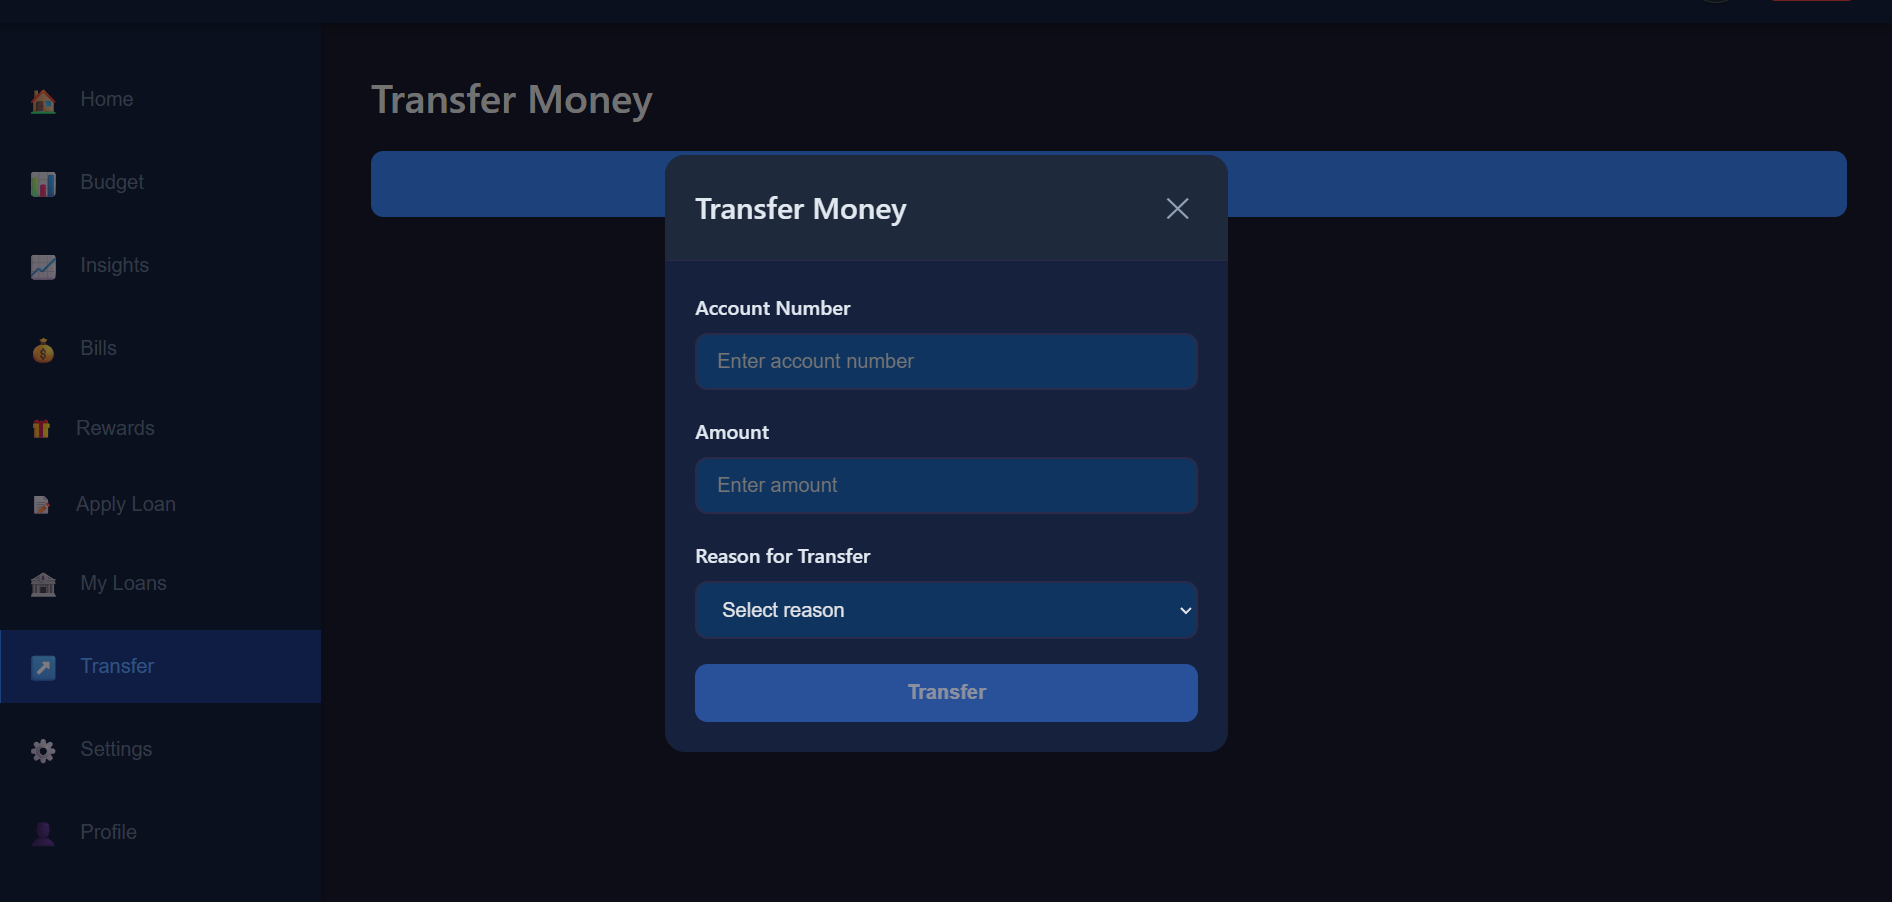 Home
Budget
Insights
Bills
Rewards
Apply Loan
My Loans
Transfer
Settings
Profile
Transfer Money
Transfer Money
Account Number
Enter account number
Amount
Enter amount
Reason for Transfer
Select reason
Transfer